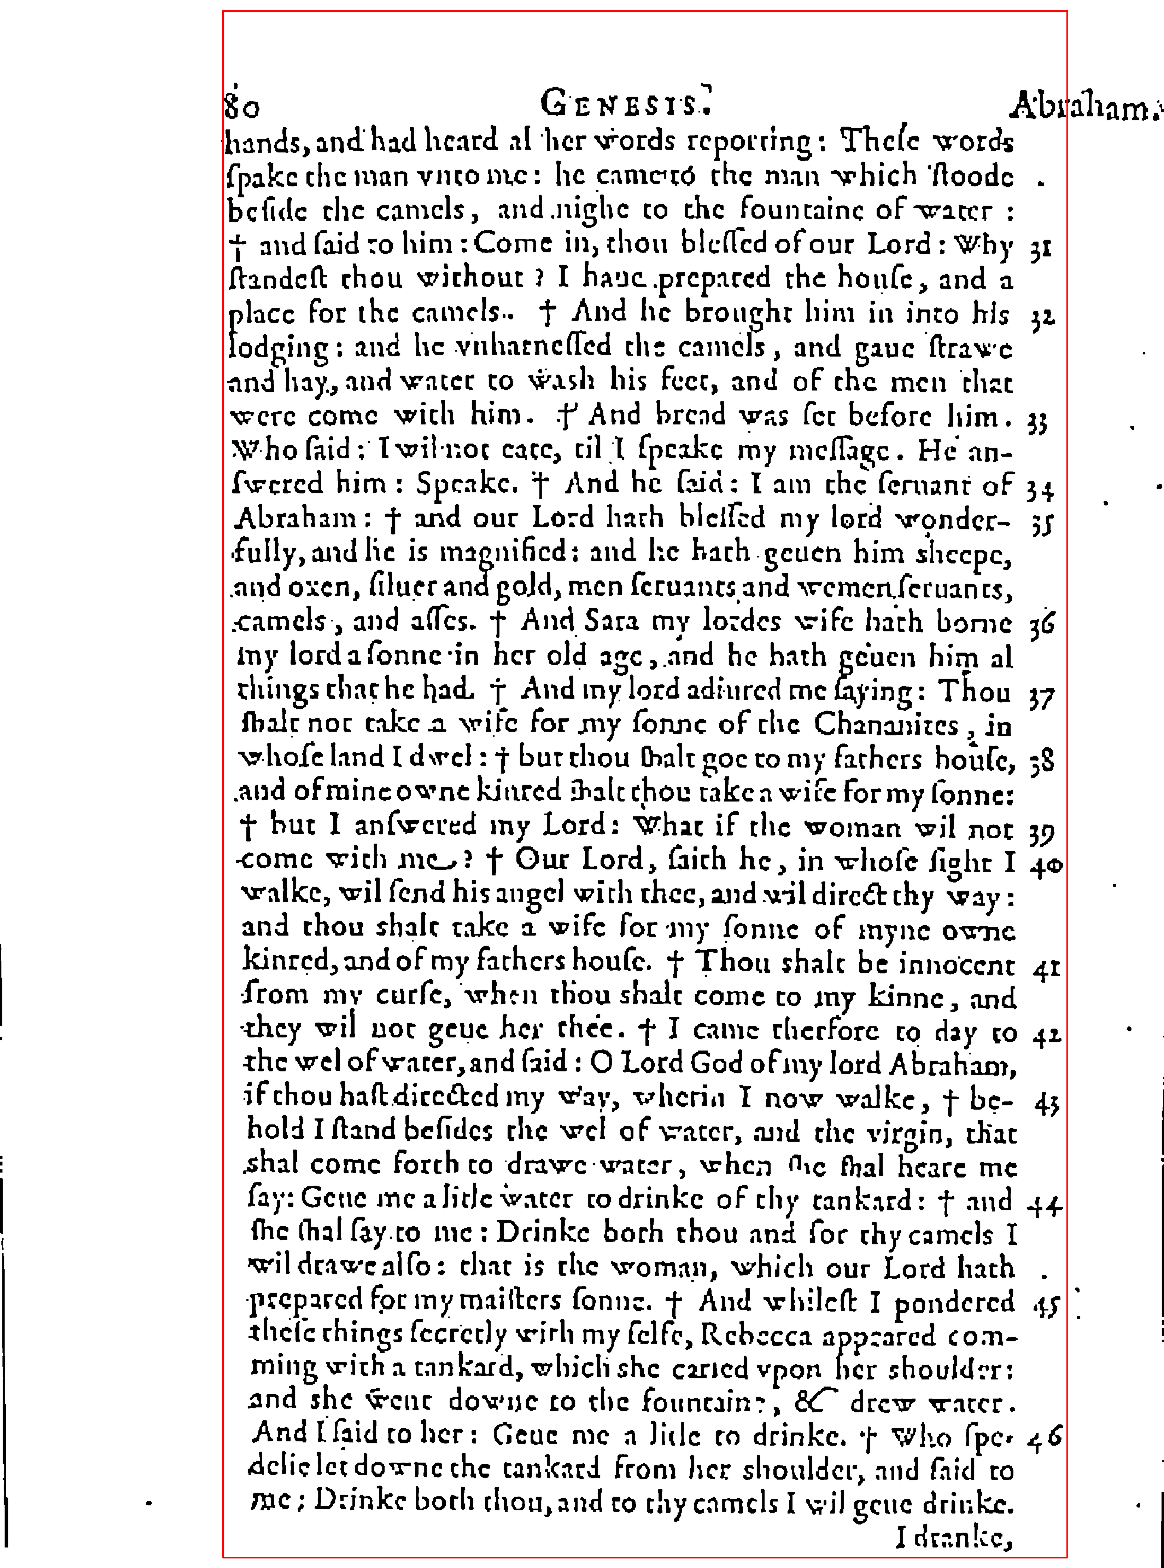 80 GENESIS. Abraham.
hands, and had heard al her words reporting: Theſe words
ſpake the man vnto me: he came to the man which ſtoode
beſide the camels, and nighe to the fountaine of water:
† and ſaid to him: Come in, thou bleſſed of our Lord: Why 31
ſtandeſt thou without? I haue prepared the houſe, and a
place for the camels. † And he brought him in into his 32
lodging: and he vnharneſſed the camels, and gaue ſtrawe
and hay, and water to waſh his feet, and of the men that
were come with him. † And bread was ſet before him. 33
Who ſaid: I wil not eate, til I ſpeake my meſſage. He an-
ſwered him: Speake. † And he ſaid: I am the ſeruant of 34
Abraham: † and our Lord hath bleſſed my lord wonder- 35
fully, and he is magnified: and he hath geuen him sheepe,
and oxen, ſiluer and gold, men ſeruants and wemen ſeruants,
camels, and aſſes. † And Sara my lordes wife hath borne 36
my lord a ſonne in her old age, and he hath geuen him al
things that he had. † And my lord adiured me ſaying: Thou 37
ſhalt not take a wife for my ſonne of the Chananites, in
whoſe land I dwel: † but thou ſhalt goe to my fathers houſe, 38
and of mine owne kinred ſhalt thou take a wife for my ſonne:
† but I anſwered my Lord: What if the woman wil not 39
come with me? † Our Lord, ſaith he, in whoſe ſight I 40
walke, wil ſend his angel with thee, and wil direct thy way:
and thou shalt take a wife for my ſonne of myne owne
kinred, and of my fathers houſe. † Thou shalt be innocent 41
from my curſe, when thou shalt come to my kinne, and
they wil not geue her thee. † I came therfore to day to 42
the wel of water, and ſaid: O Lord God of my lord Abraham,
if thou haſt directed my way, wherin I now walke, † be- 43
hold I ſtand beſides the wel of water, and the virgin, that
shal come forth to drawe water, when ſhe ſhal heare me
ſay: Geue me a litle water to drinke of thy tankard: † and 44
ſhe ſhal ſay to me: Drinke both thou and for thy camels I
wil drawe alſo: that is the woman, which our Lord hath
prepared for my maiſters ſonne. † And whileſt I pondered 45
theſe things ſecretly with my ſelfe, Rebecca appeared com-
ming with a tankard, which she caried vpon her shoulder:
and she went downe to the fountaine, & drew water.
And I ſaid to her: Geue me a litle to drinke. † Who ſpe- 46
delie let downe the tankard from her shoulder, and ſaid to
me: Drinke both thou, and to thy camels I wil geue drinke.
I dranke,